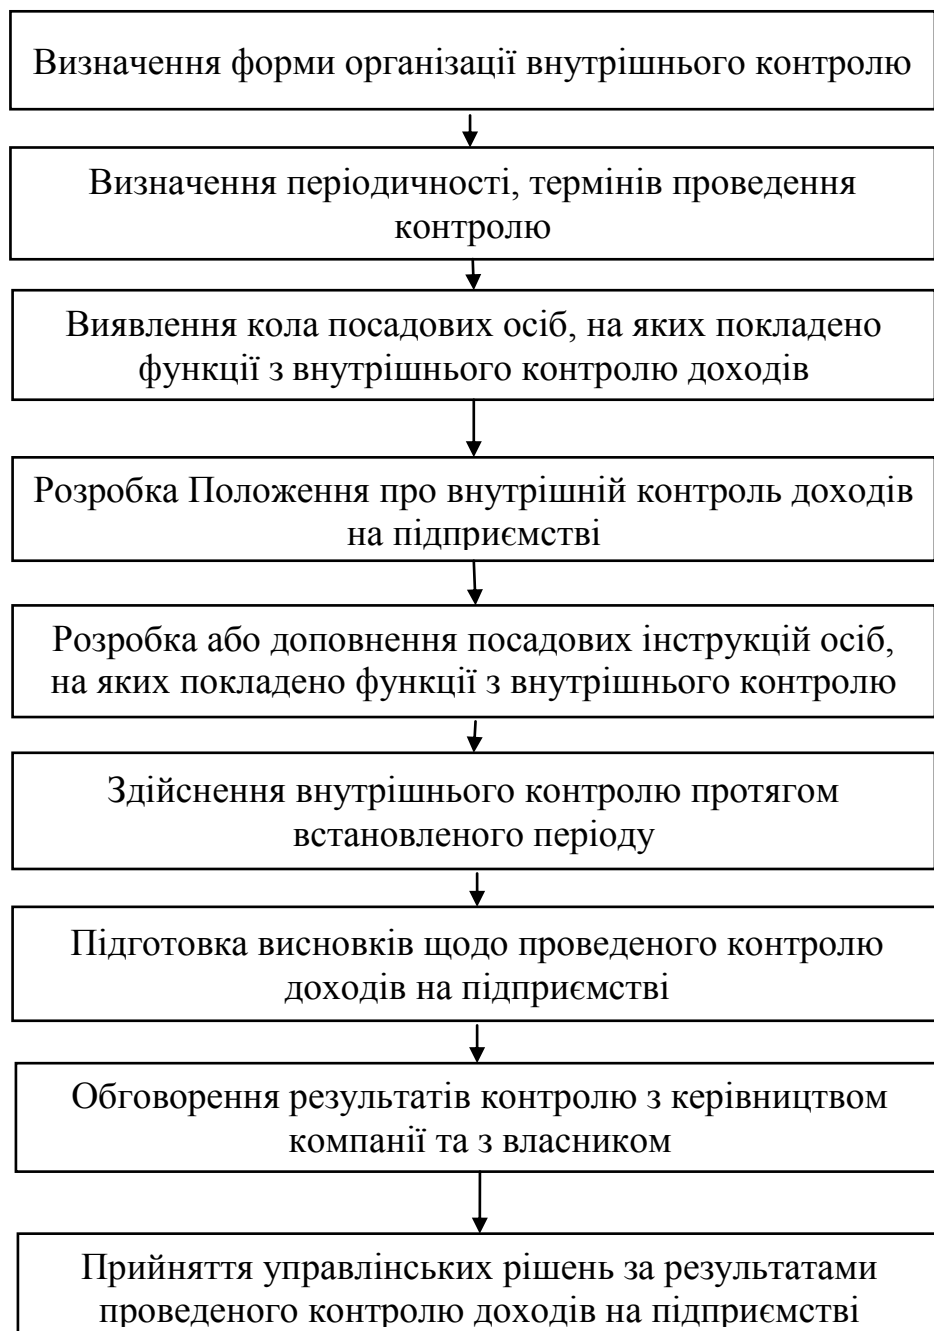 Визначення форми організації внутрішнього контролю
Визначення періодичності, термінів проведення
контролю
Виявлення кола посадових осіб, на яких покладено
функції з внутрішнього контролю доходів
Розробка Положення про внутрішній контроль доходів
на підприємстві
Розробка або доповнення посадових інструкцій осіб,
на яких покладено функції з внутрішнього контролю
Здійснення внутрішнього контролю протягом
встановленого періоду
Підготовка висновків щодо проведеного контролю
доходів на підприємстві
Обговорення результатів контролю з керівництвом
компанії та з власником
Прийняття управлінських рішень за результатами
проведеного контролю доходів на підприємстві